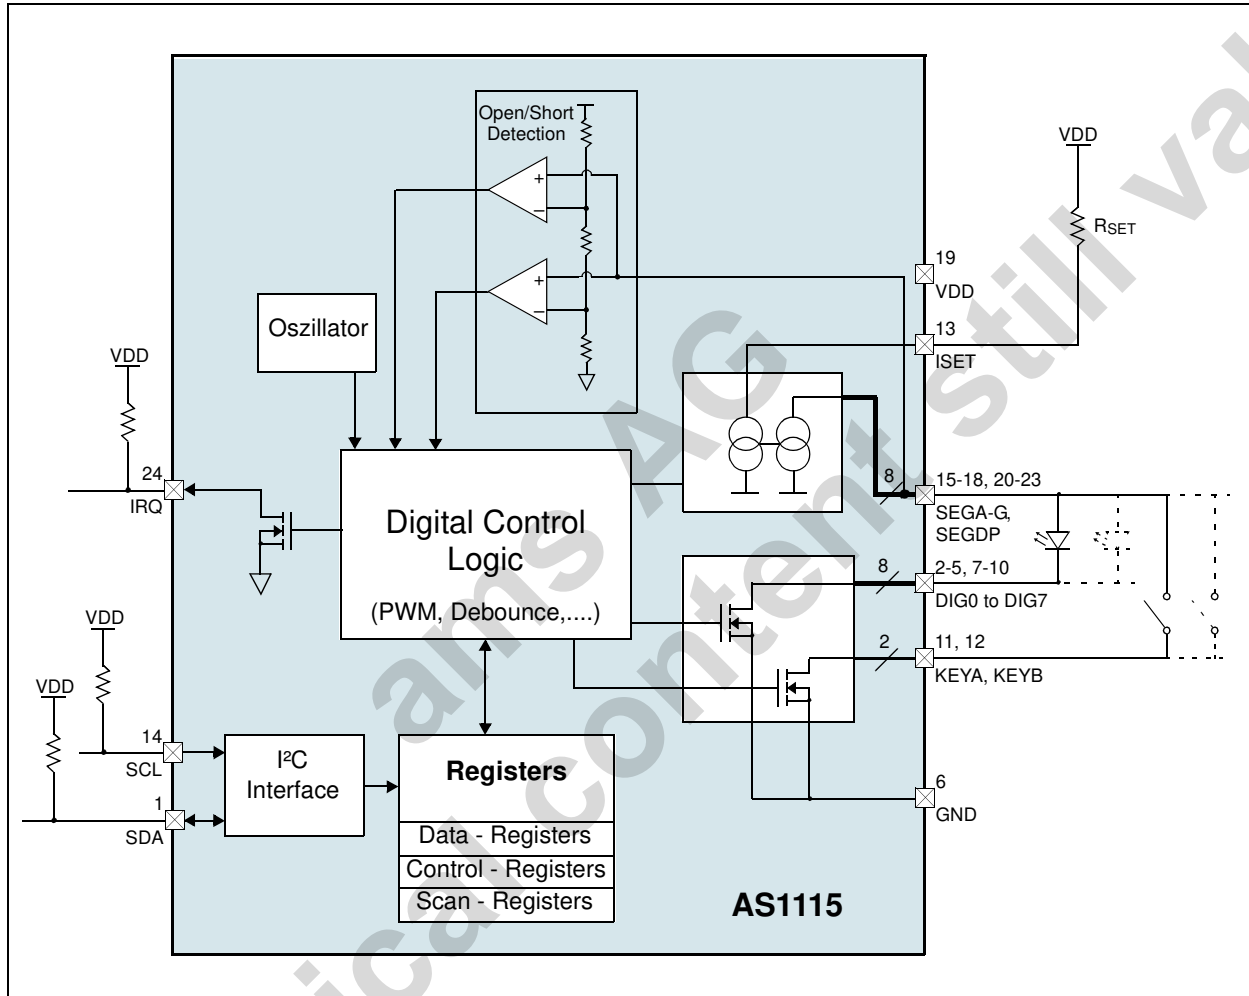 Open/Short
Detection
+
–
+
–
VDD
RSET
19
VDD
Oszillator
13
ISET
VDD
24
IRQ
8
15-18, 20-23
SEGA-G,
SEGDP
Digital Control
Logic
(PWM, Debounce,....)
8
2-5, 7-10
DIG0 to DIG7
2
11, 12
KEYA, KEYB
VDD
VDD
14
SCL
1
SDA
I²C
Interface
Registers
Data - Registers
Control - Registers
Scan - Registers
6
GND
AS1115
ams AG
ical content still va